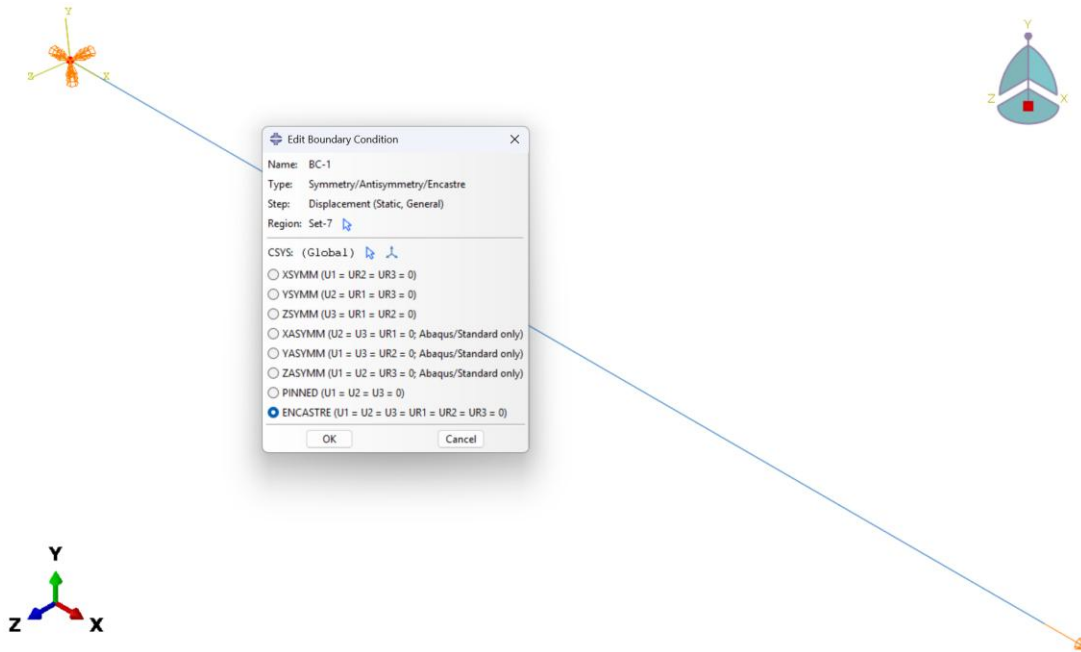 Y
Z
X
Y
Z
X
Edit Boundary Condition
Name: BC-1
Type: Symmetry/Antisymmetry/Encastre
Step: Displacement (Static, General)
Region: Set-7
CSYS: (Global)
XSYMM (U1 = UR2 = UR3 = 0)
YSYMM (U2 = UR1 = UR3 = 0)
ZSYMM (U3 = UR1 = UR2 = 0)
XASYMM (U2 = U3 = UR1 = 0; Abaqus/Standard only)
YASYMM (U1 = U3 = UR2 = 0; Abaqus/Standard only)
ZASYMM (U1 = U2 = UR3 = 0; Abaqus/Standard only)
PINNED (U1 = U2 = U3 = 0)
ENCASTRE (U1 = U2 = U3 = UR1 = UR2 = UR3 = 0)
OK Cancel
Y
Z X